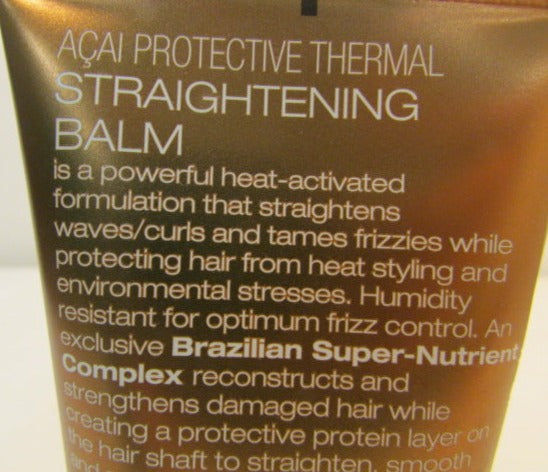 AÇAI PROTECTIVE THERMAL
STRAIGHTENING
BALM
is a powerful heat-activated
formulation that straightens
waves/curls and tames frizzies while
protecting hair from heat styling and
environmental stresses. Humidity
resistant for optimum frizz control. An
exclusive Brazilian Super-Nutrient
Complex reconstructs and
strengthens damaged hair while
creating a protective protein layer on
the hair shaft to straighten, smooth
and